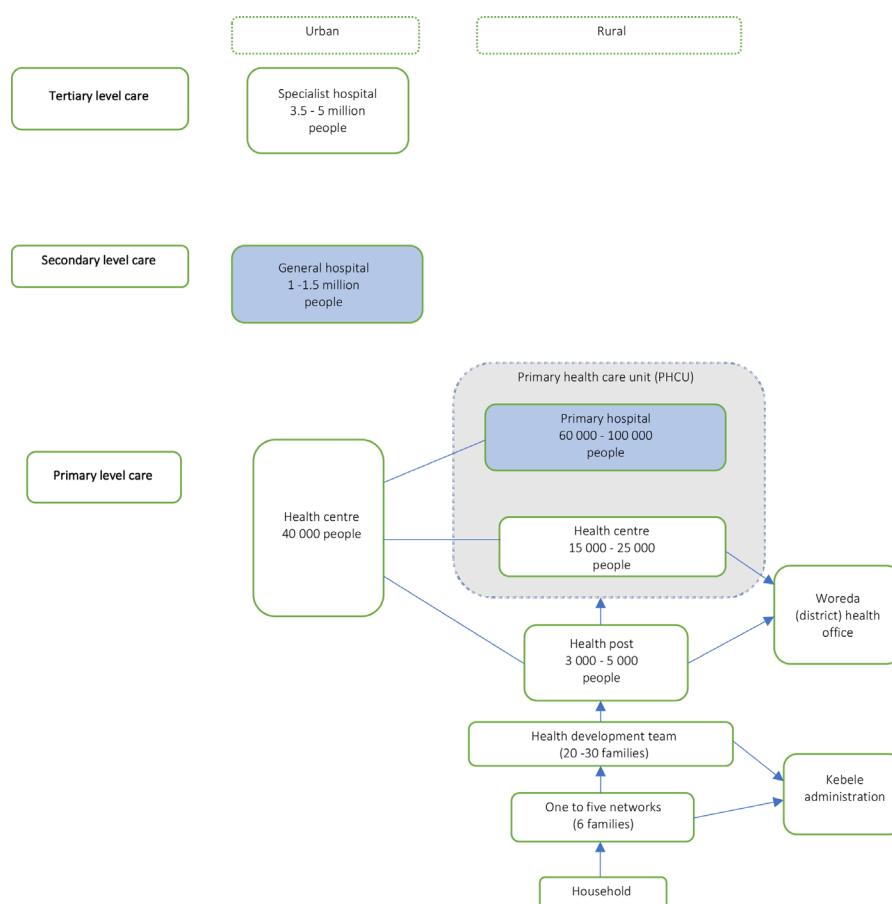 Urban
Rural
Tertiary level care
Specialist hospital
3.5 - 5 million
people
Secondary level care
General hospital
1 -1.5 million
people
Primary health care unit (PHCU)
Primary hospital
60 000 - 100 000
people
Primary level care
Health centre
40 000 people
Health centre
15 000 - 25 000
people
Woreda
(district) health
office
Health post
3 000 - 5 000
people
Health development team
(20 -30 families)
Kebele
administration
One to five networks
(6 families)
Household